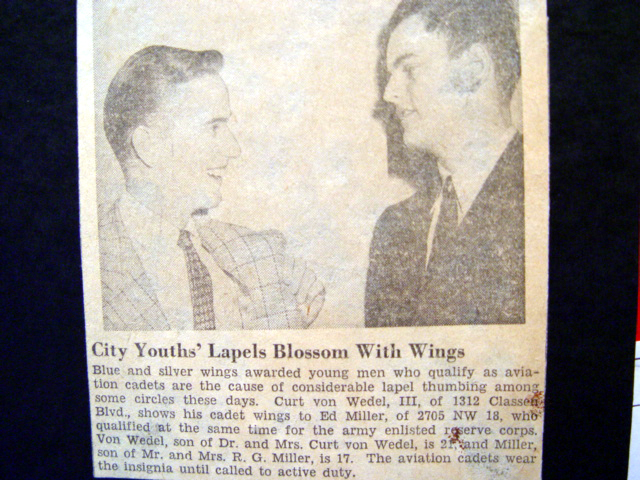 City Youths' Lapels Blossom With Wings
Blue and silver wings awarded young men who qualify as avia-
tion cadets are the cause of considerable lapel thumbing among
some circles these days. Curt von Wedel, III, of 1312 Classen
Blvd., shows his cadet wings to Ed Miller, of 2705 NW 18, who
qualified at the same time for the army enlisted reserve corps.
Von Wedel, son of Dr. and Mrs. Curt von Wedel, is 21, and Miller,
son of Mr. and Mrs. R. G. Miller, is 17. The aviation cadets wear
the insignia until called to active duty.